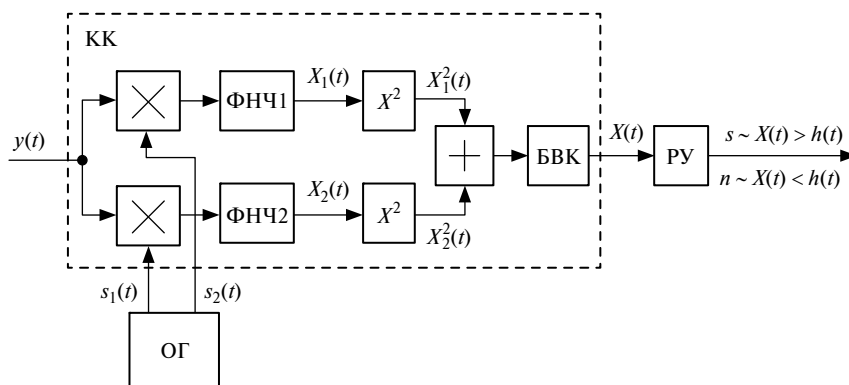 КК
y(t)
ФНЧ1
X₁(t)
X²
X₁²(t)
БВК
X(t)
РУ
s ~ X(t) > h(t)
n ~ X(t) < h(t)
ФНЧ2
X₂(t)
X²
X₂²(t)
s₁(t)
s₂(t)
ОГ